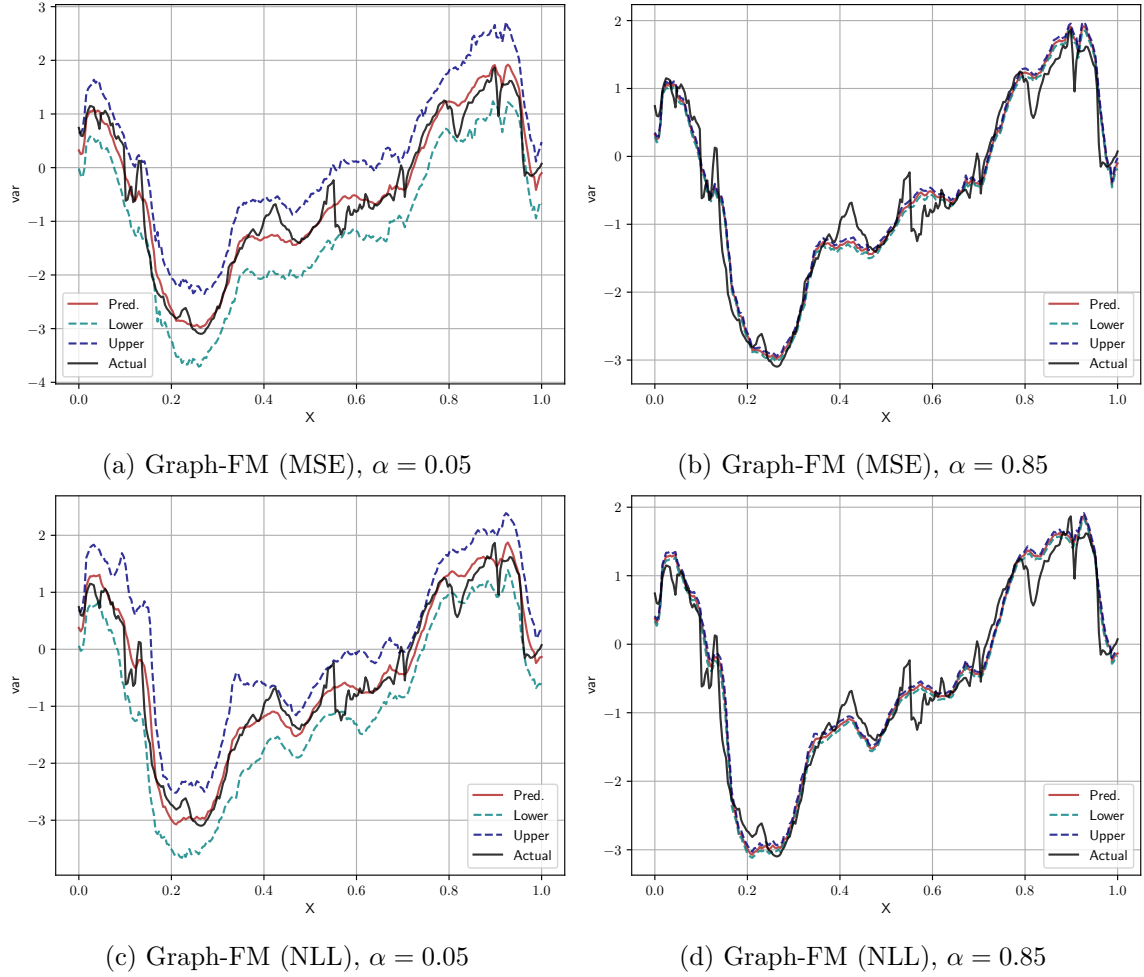 3
2
1
0
−1
−2
−3
−4
var
0.0 0.2 0.4 0.6 0.8 1.0
X
Pred.
Lower
Upper
Actual
(a) Graph-FM (MSE), α = 0.05
2
1
0
−1
−2
−3
var
0.0 0.2 0.4 0.6 0.8 1.0
X
Pred.
Lower
Upper
Actual
(b) Graph-FM (MSE), α = 0.85
2
1
0
−1
−2
−3
var
0.0 0.2 0.4 0.6 0.8 1.0
X
Pred.
Lower
Upper
Actual
(c) Graph-FM (NLL), α = 0.05
2
1
0
−1
−2
−3
var
0.0 0.2 0.4 0.6 0.8 1.0
X
Pred.
Lower
Upper
Actual
(d) Graph-FM (NLL), α = 0.85